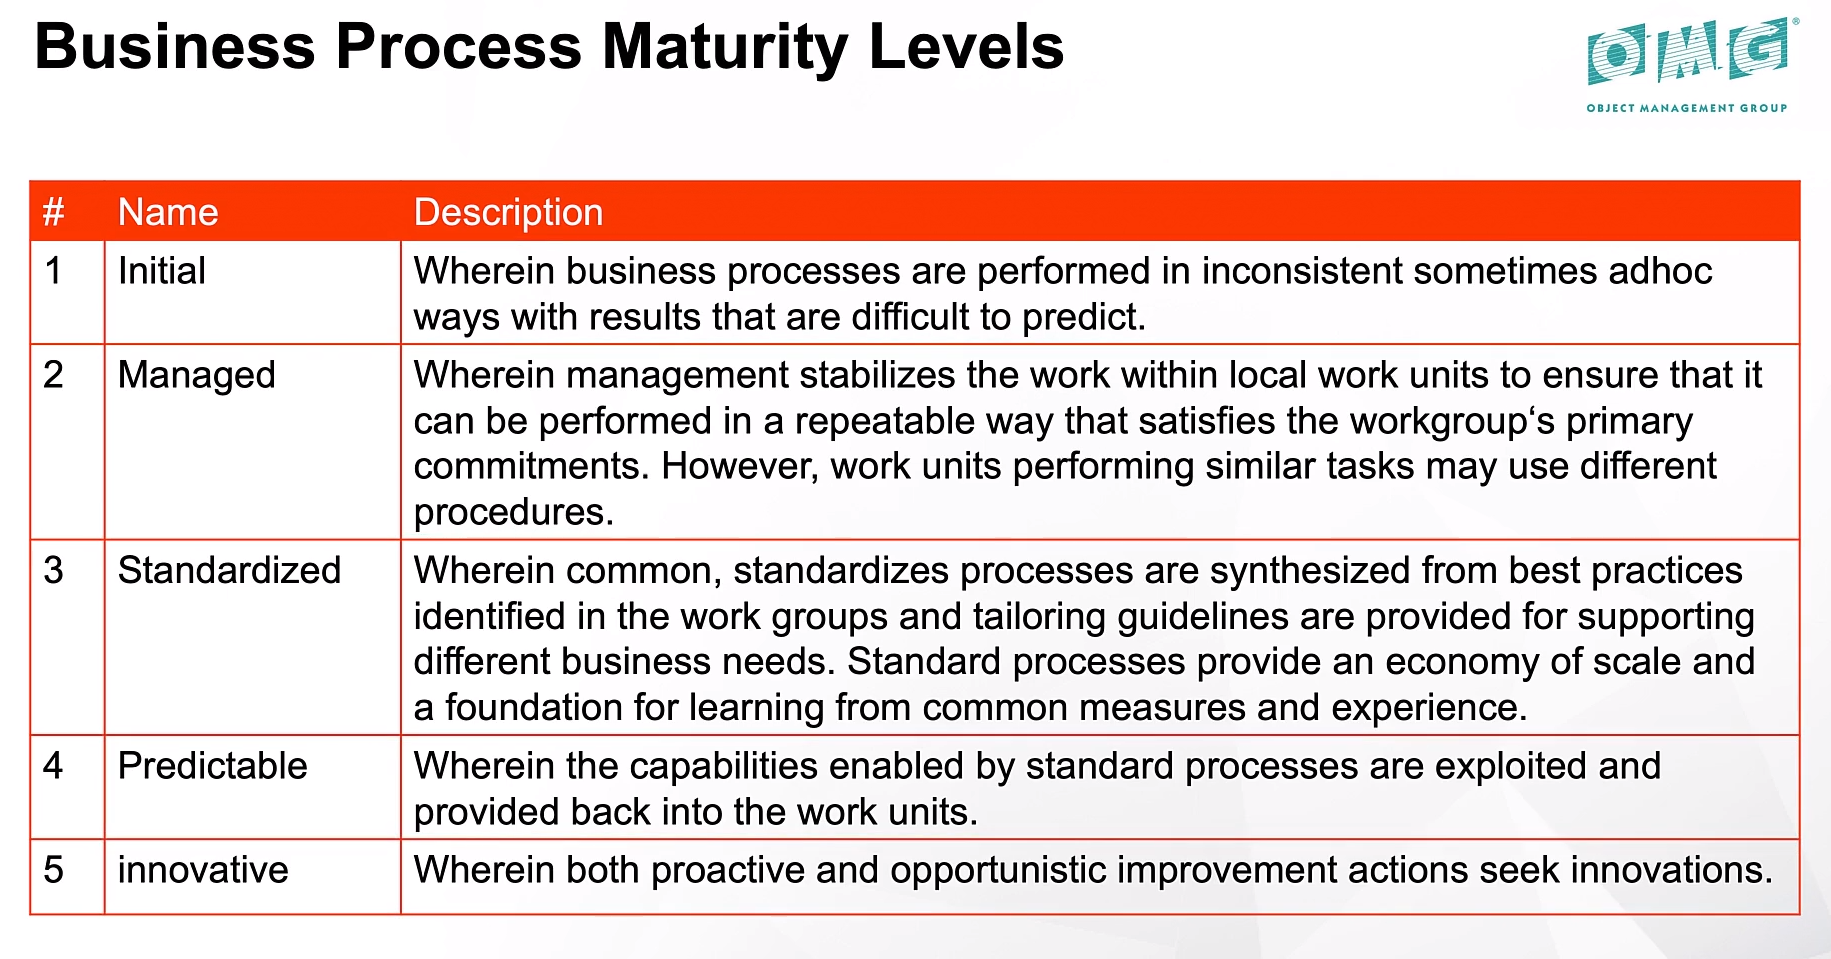 Business Process Maturity Levels
OMG®
OBJECT MANAGEMENT GROUP
# Name Description
1 Initial Wherein business processes are performed in inconsistent sometimes adhoc
ways with results that are difficult to predict.
2 Managed Wherein management stabilizes the work within local work units to ensure that it
can be performed in a repeatable way that satisfies the workgroup‘s primary
commitments. However, work units performing similar tasks may use different
procedures.
3 Standardized Wherein common, standardizes processes are synthesized from best practices
identified in the work groups and tailoring guidelines are provided for supporting
different business needs. Standard processes provide an economy of scale and
a foundation for learning from common measures and experience.
4 Predictable Wherein the capabilities enabled by standard processes are exploited and
provided back into the work units.
5 innovative Wherein both proactive and opportunistic improvement actions seek innovations.